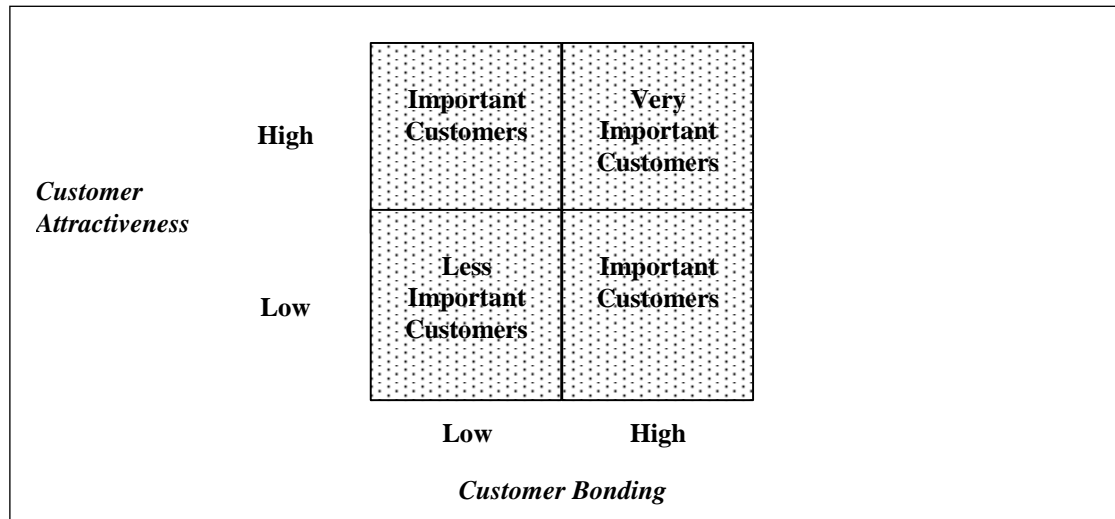 Important
Customers
Very
Important
Customers
High
Customer
Attractiveness
Less
Important
Customers
Important
Customers
Low
Low
High
Customer Bonding